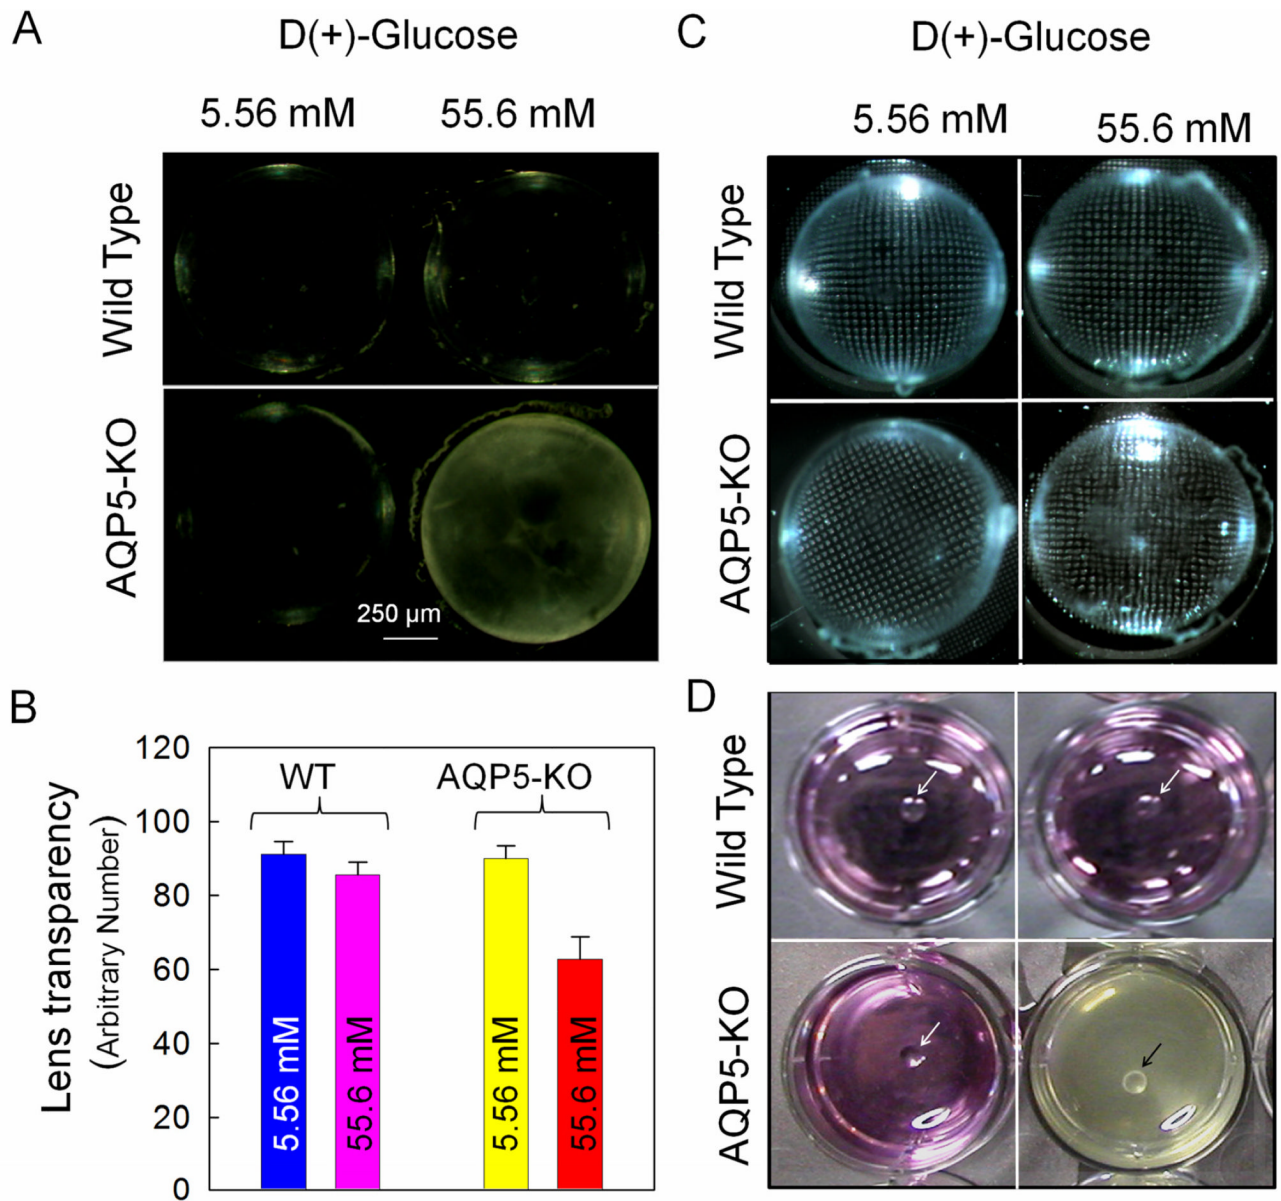 A
D(+)-Glucose
5.56 mM 55.6 mM
Wild Type
AQP5-KO
250 µm
B
Lens transparency
(Arbitrary Number)
120
100
80
60
40
20
0
WT
AQP5-KO
5.56 mM
55.6 mM
5.56 mM
55.6 mM
C
D(+)-Glucose
5.56 mM 55.6 mM
Wild Type
AQP5-KO
D
Wild Type
AQP5-KO